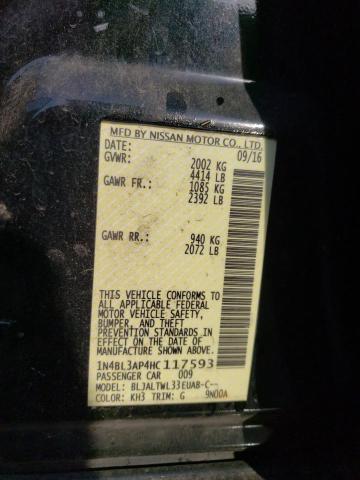 MFD BY NISSAN MOTOR CO., LTD.
DATE: 09/16
GVWR: 2002 KG
4414 LB
GAWR FR.: 1085 KG
2392 LB
GAWR RR.: 940 KG
2072 LB
THIS VEHICLE CONFORMS TO
ALL APPLICABLE FEDERAL
MOTOR VEHICLE SAFETY,
BUMPER, AND THEFT
PREVENTION STANDARDS IN
EFFECT ON THE DATE OF
MANUFACTURE SHOWN ABOVE.
1N4BL3AP4HC117593
PASSENGER CAR 009
MODEL: BLJALTWL33EUAB-C--
COLOR: KH3 TRIM: G 9N00A